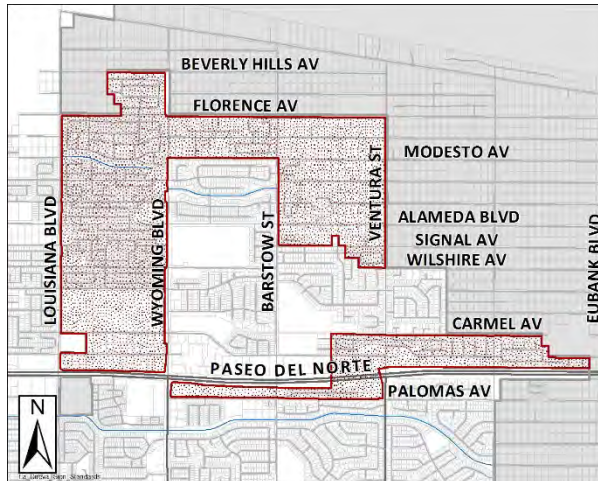 BEVERLY HILLS AV
FLORENCE AV
MODESTO AV
LOUISIANA BLVD
WYOMING BLVD
BARSTOW ST
VENTURA ST
ALAMEDA BLVD
SIGNAL AV
WILSHIRE AV
EUBANK BLVD
CARMEL AV
PASEO DEL NORTE
PALOMAS AV
N